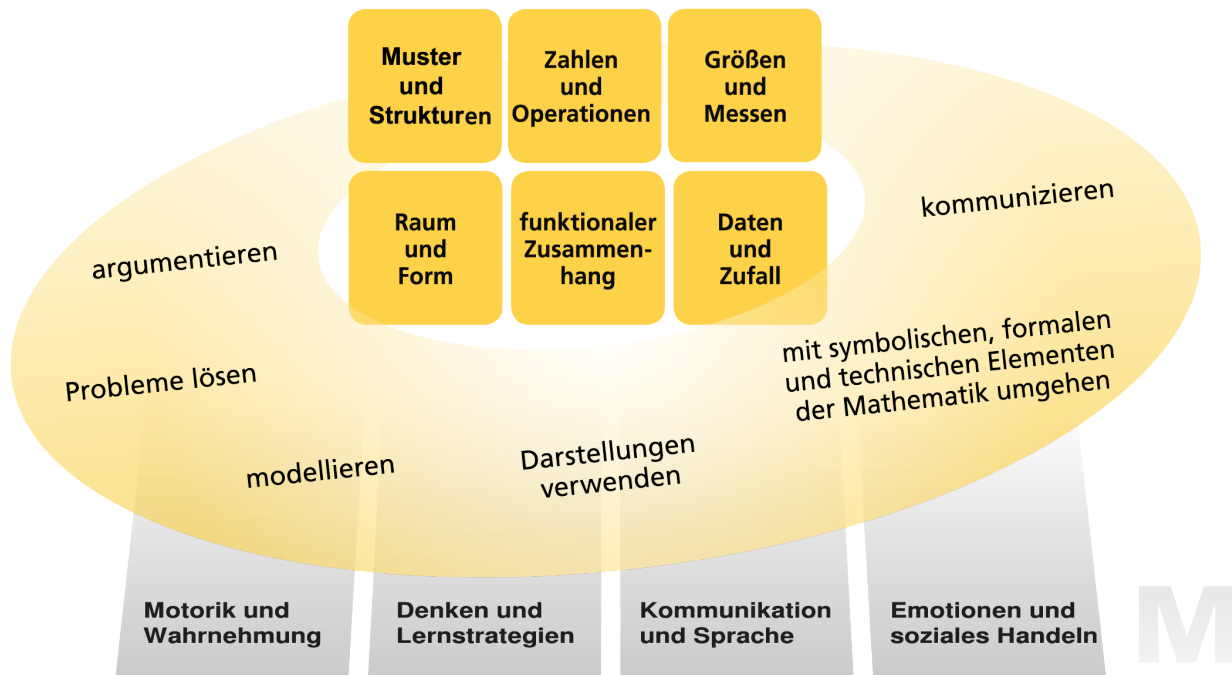 Muster
und
Strukturen
Zahlen
und
Operationen
Größen
und
Messen
Raum
und
Form
funktionaler
Zusammen-
hang
Daten
und
Zufall
kommunizieren
argumentieren
mit symbolischen, formalen
und technischen Elementen
der Mathematik umgehen
Probleme lösen
modellieren
Darstellungen
verwenden
Motorik und
Wahrnehmung
Denken und
Lernstrategien
Kommunikation
und Sprache
Emotionen und
soziales Handeln
M